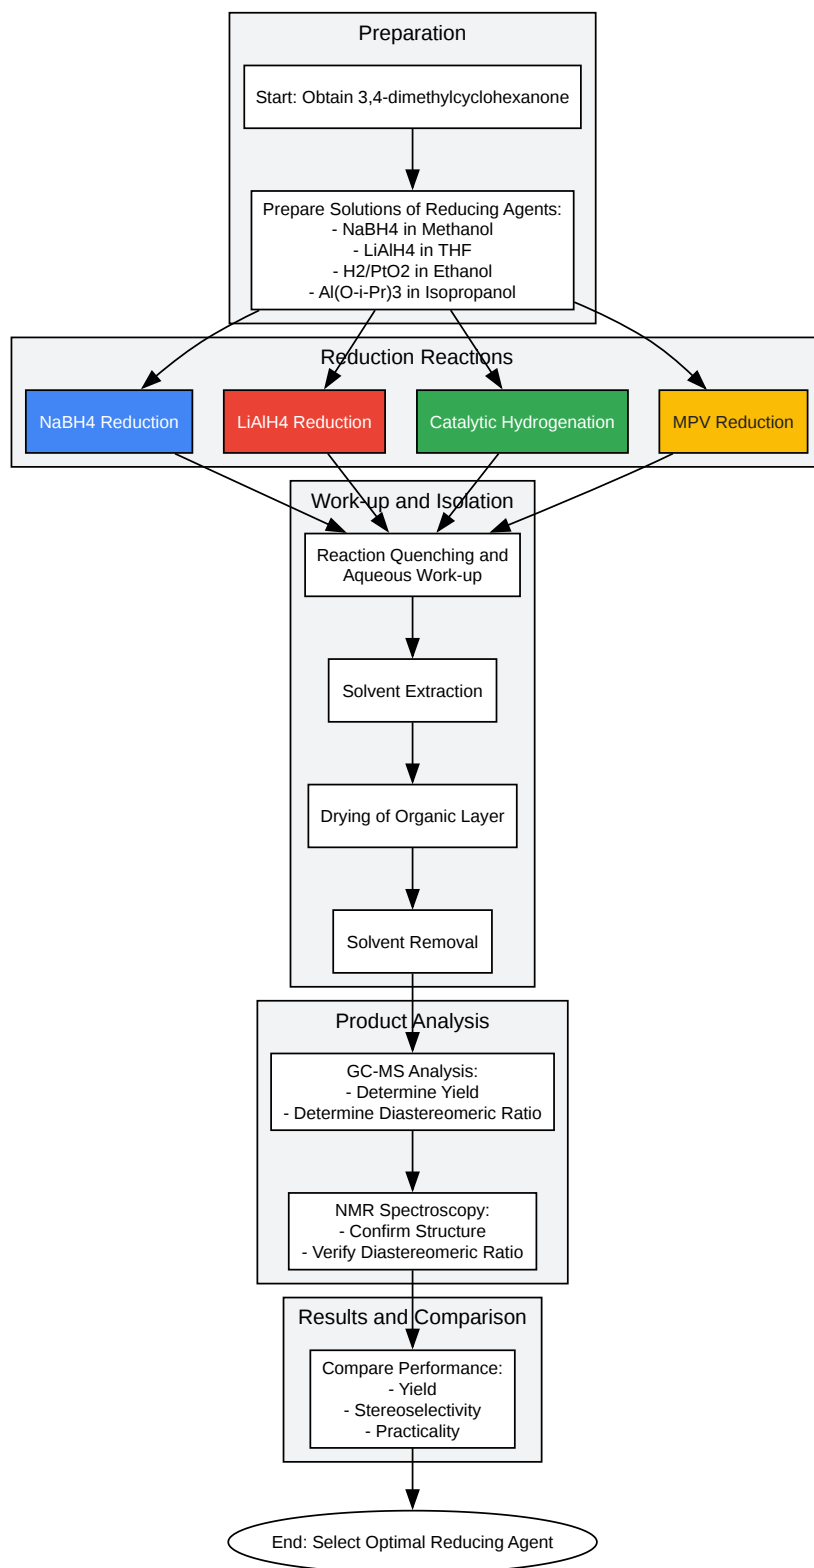 Preparation
Start: Obtain 3,4-dimethylcyclohexanone
Prepare Solutions of Reducing Agents:
- NaBH4 in Methanol
- LiAlH4 in THF
- H2/PtO2 in Ethanol
- Al(O-i-Pr)3 in Isopropanol
Reduction Reactions
NaBH4 Reduction
LiAlH4 Reduction
Catalytic Hydrogenation
MPV Reduction
Work-up and Isolation
Reaction Quenching and
Aqueous Work-up
Solvent Extraction
Drying of Organic Layer
Solvent Removal
Product Analysis
GC-MS Analysis:
- Determine Yield
- Determine Diastereomeric Ratio
NMR Spectroscopy:
- Confirm Structure
- Verify Diastereomeric Ratio
Results and Comparison
Compare Performance:
- Yield
- Stereoselectivity
- Practicality
End: Select Optimal Reducing Agent